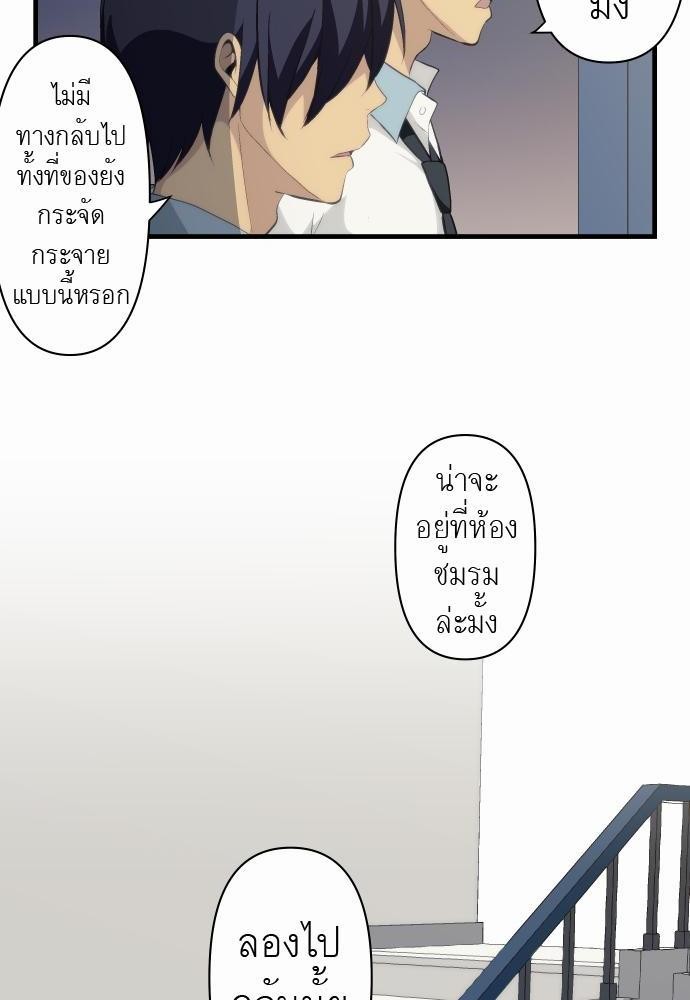 มั้ง
ไม่มี
ทางกลับไป
ทั้งที่ของยัง
กระจัด
กระจาย
แบบนี้หรอก
น่าจะ
อยู่ที่ห้อง
ชมรม
ล่ะมั้ง
ลองไป